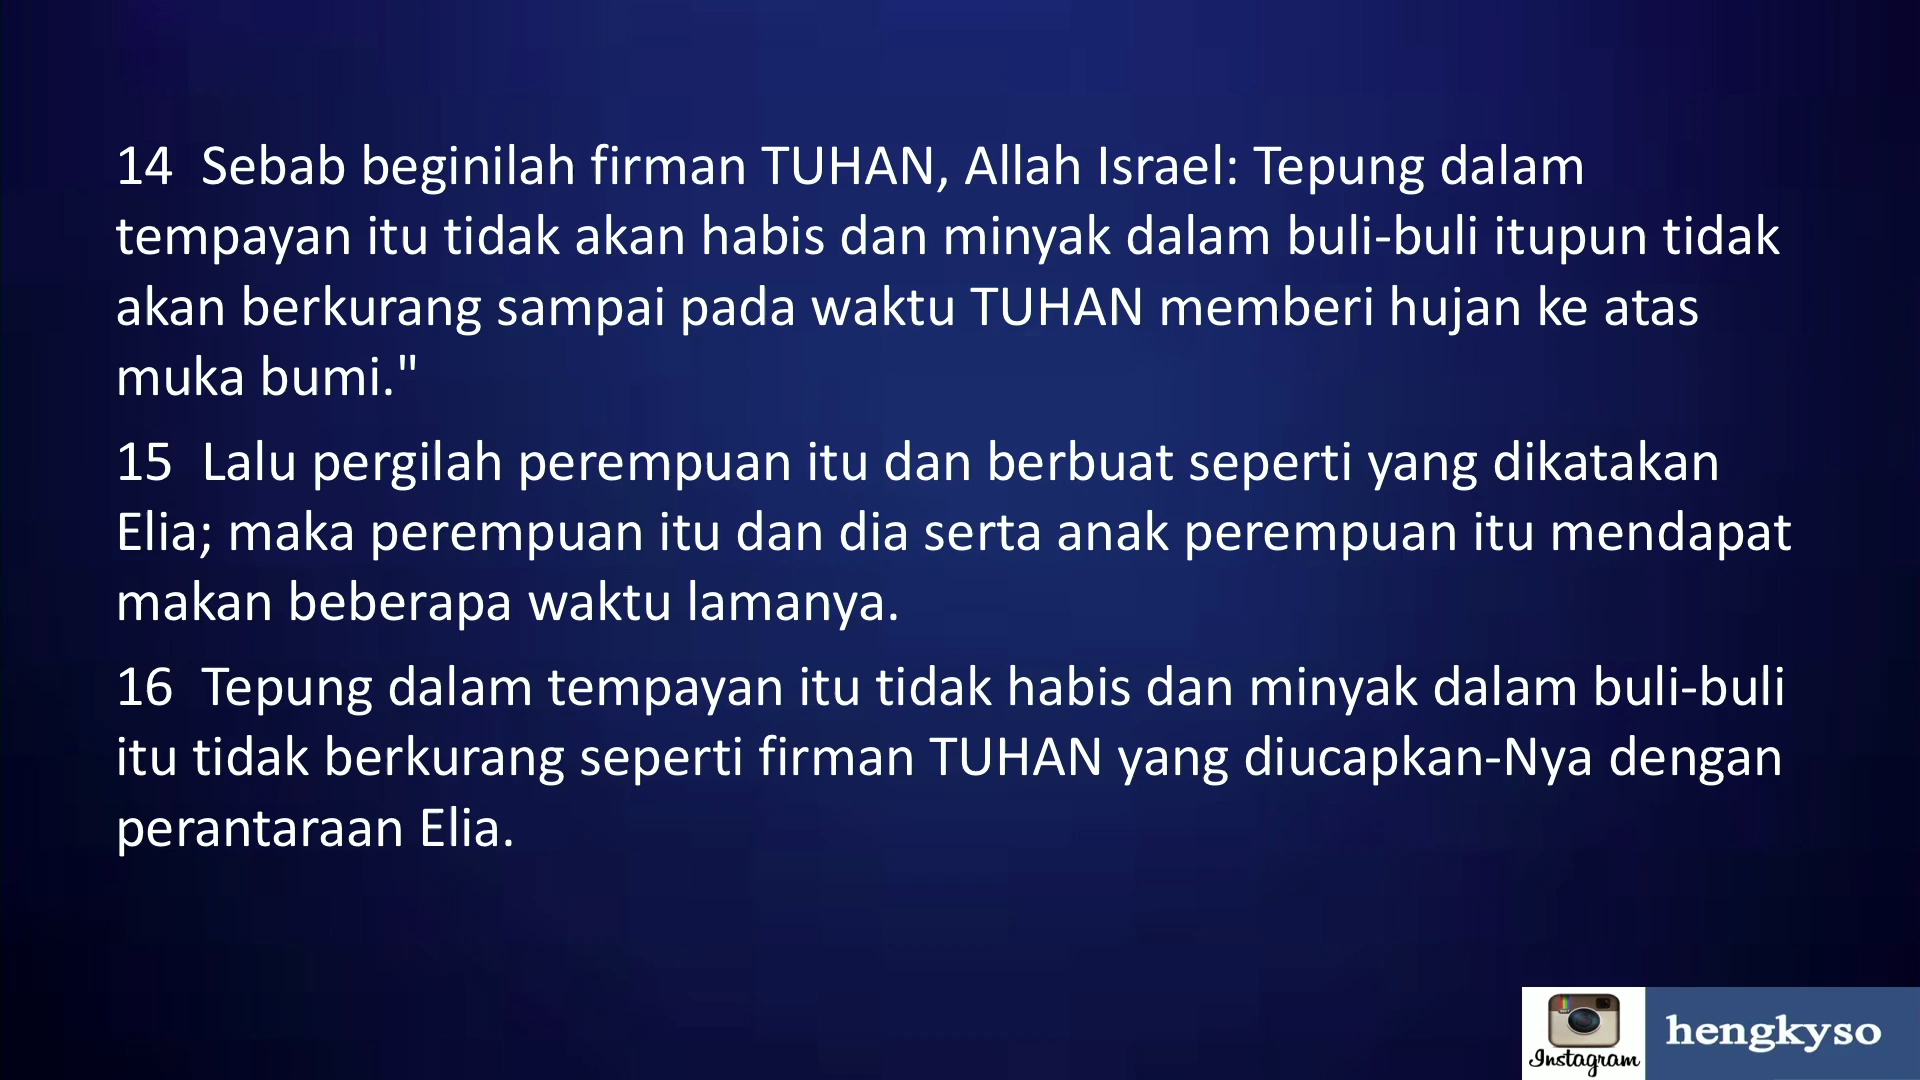 14  Sebab beginilah firman TUHAN, Allah Israel: Tepung dalam
tempayan itu tidak akan habis dan minyak dalam buli-buli itupun tidak
akan berkurang sampai pada waktu TUHAN memberi hujan ke atas
muka bumi."
15  Lalu pergilah perempuan itu dan berbuat seperti yang dikatakan
Elia; maka perempuan itu dan dia serta anak perempuan itu mendapat
makan beberapa waktu lamanya.
16  Tepung dalam tempayan itu tidak habis dan minyak dalam buli-buli
itu tidak berkurang seperti firman TUHAN yang diucapkan-Nya dengan
perantaraan Elia.
Instagram
hengkyso